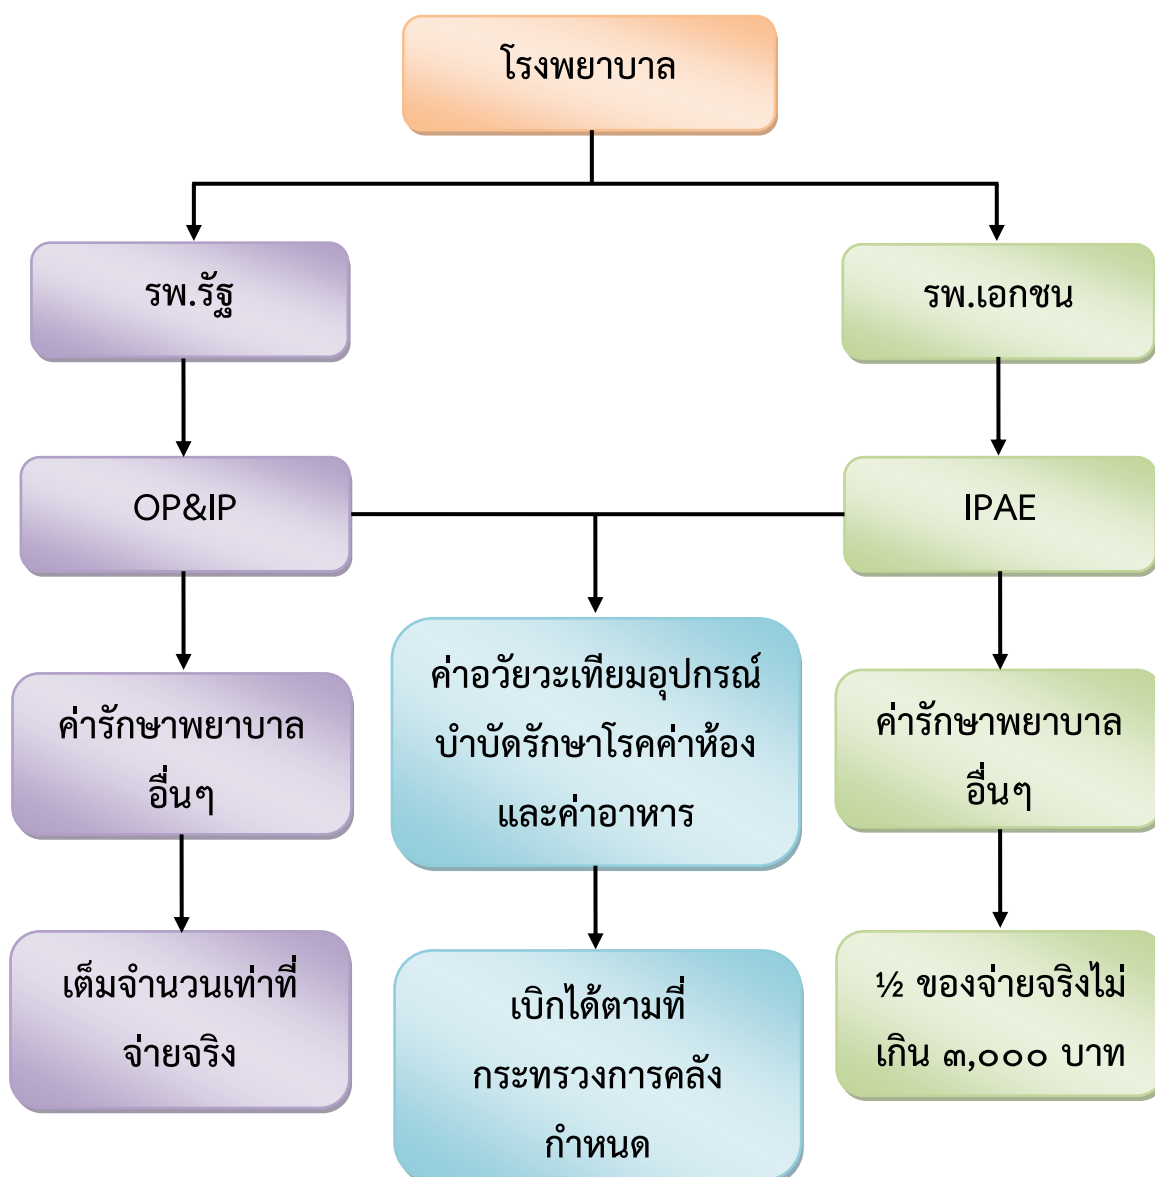 โรงพยาบาล
รพ.รัฐ
รพ.เอกชน
OP&IP
IPAE
ค่ารักษาพยาบาล
อื่นๆ
ค่าอวัยวะเทียมอุปกรณ์
บำบัดรักษาโรคค่าห้อง
และค่าอาหาร
ค่ารักษาพยาบาล
อื่นๆ
เต็มจำนวนเท่าที่
จ่ายจริง
เบิกได้ตามที่
กระทรวงการคลัง
กำหนด
½ ของจ่ายจริงไม่
เกิน ๓,๐๐๐ บาท